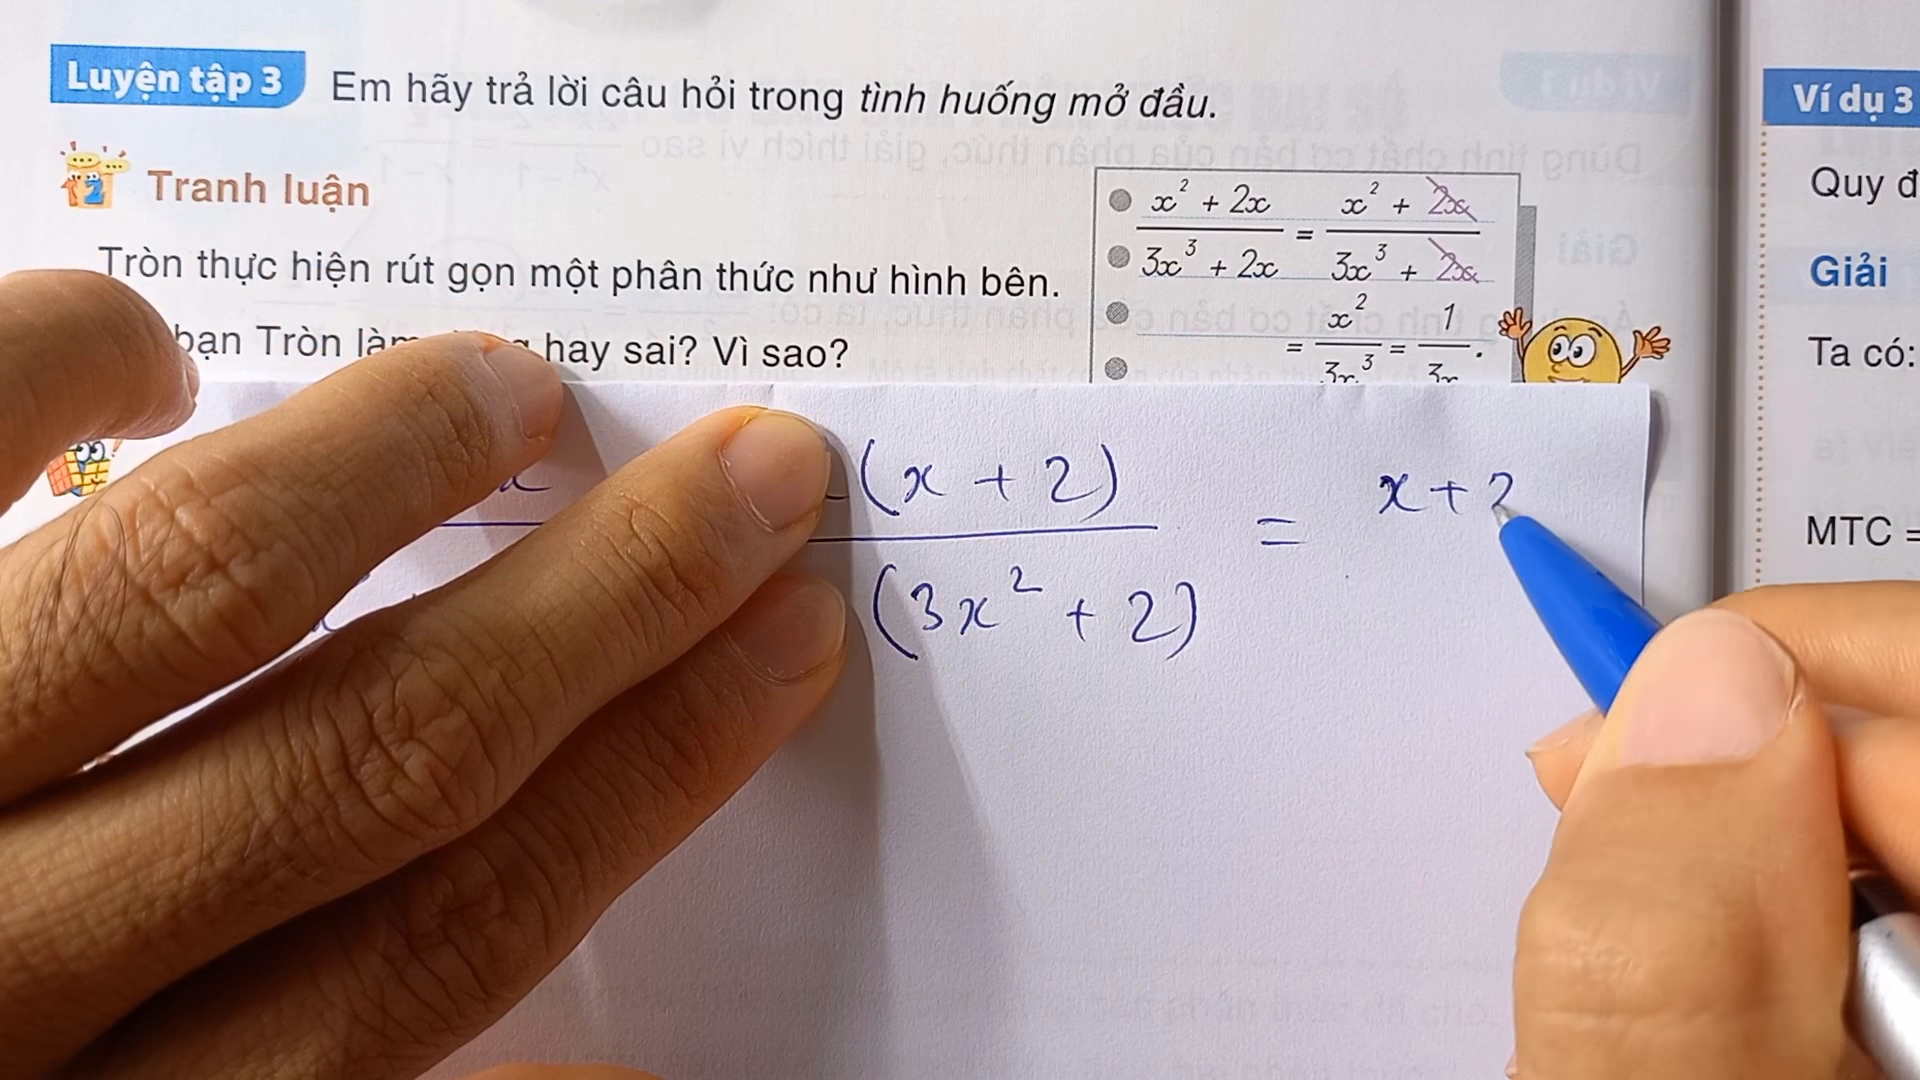 Luyện tập 3 Em hãy trả lời câu hỏi trong tình huống mở đầu.
Tranh luận
Tròn thực hiện rút gọn một phân thức như hình bên.
bạn Tròn hay sai? Vì sao?
x² + 2x / 3x³ + 2x = x² + 2x / 3x³ + 2x
= x² / 3x³ = 1 / 3x.
(x + 2) / (3x² + 2) = x + 2
Ví dụ 3
Quy đ
Giải
Ta có:
MTC =